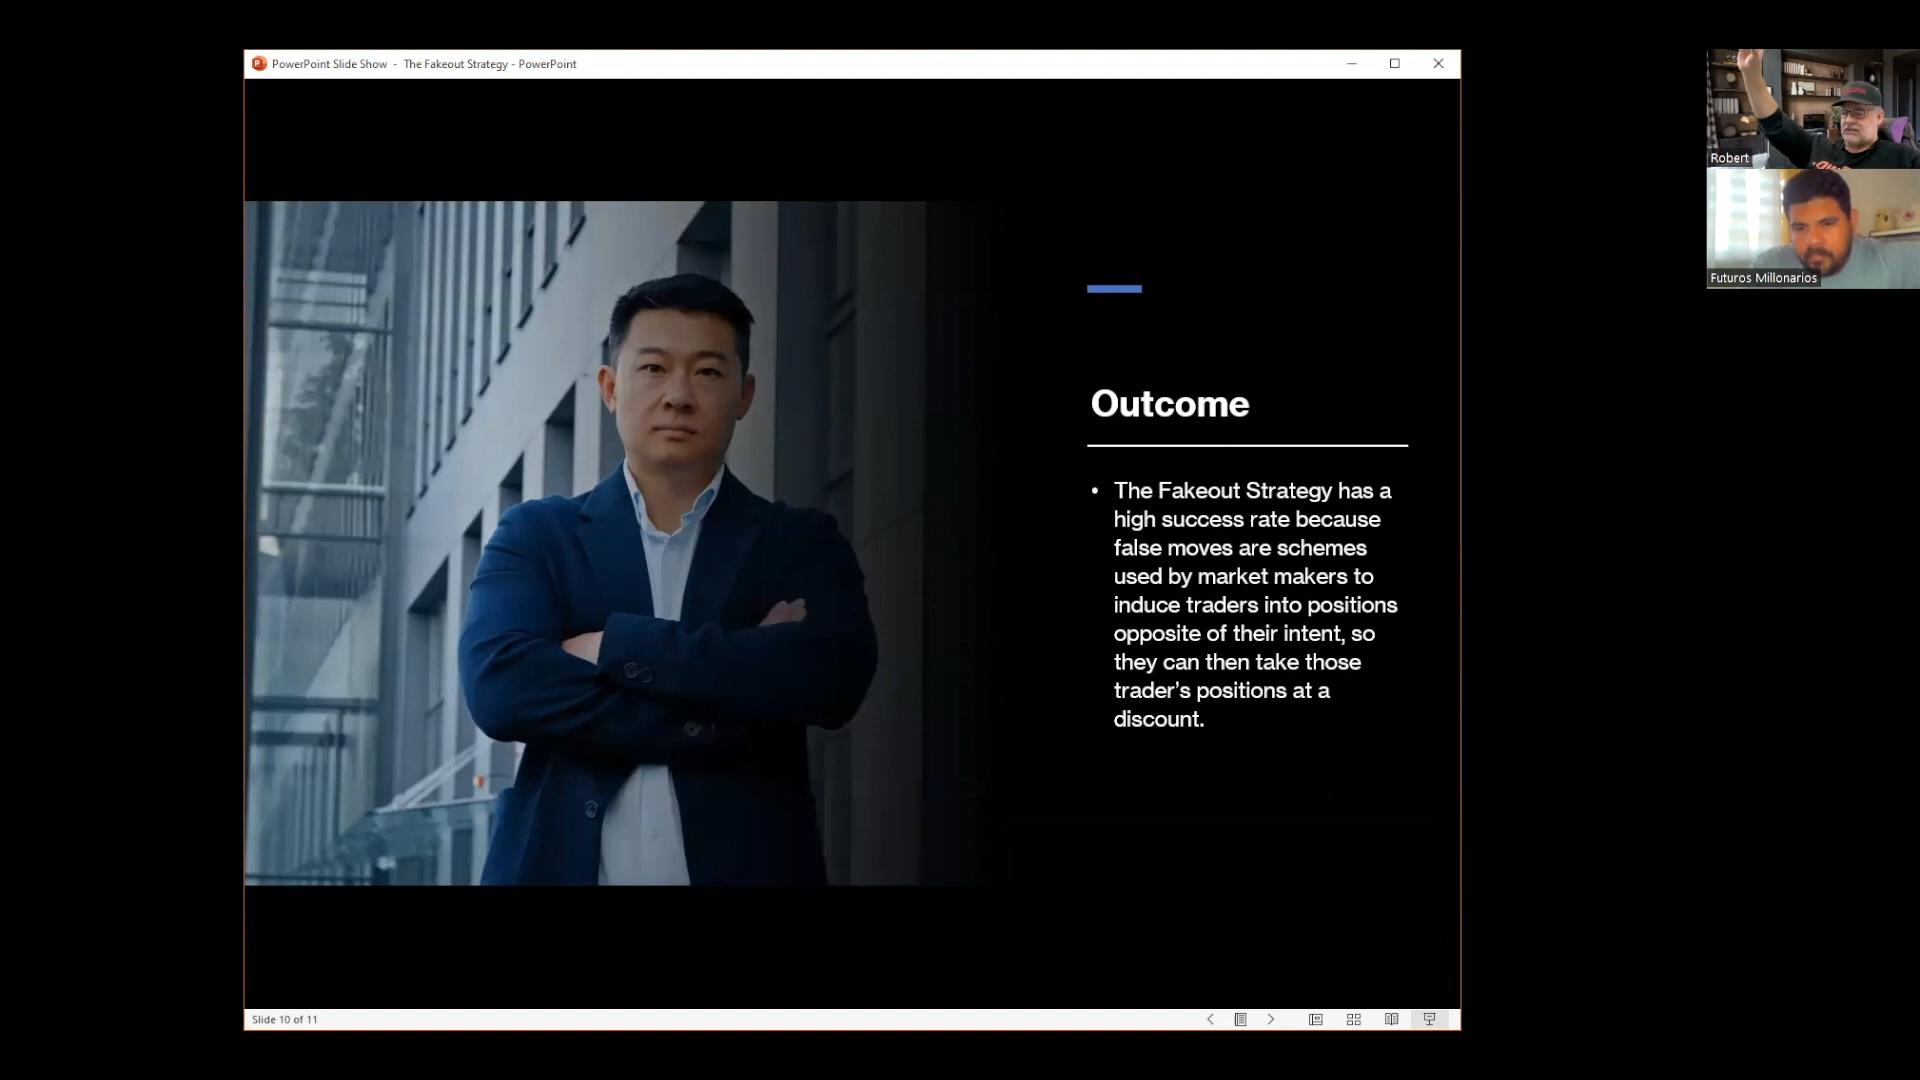 PowerPoint Slide Show - The Fakeout Strategy - PowerPoint
Robert
Futuros Millonarios
Outcome
• The Fakeout Strategy has a
high success rate because
false moves are schemes
used by market makers to
induce traders into positions
opposite of their intent, so
they can then take those
trader’s positions at a
discount.
Slide 10 of 11